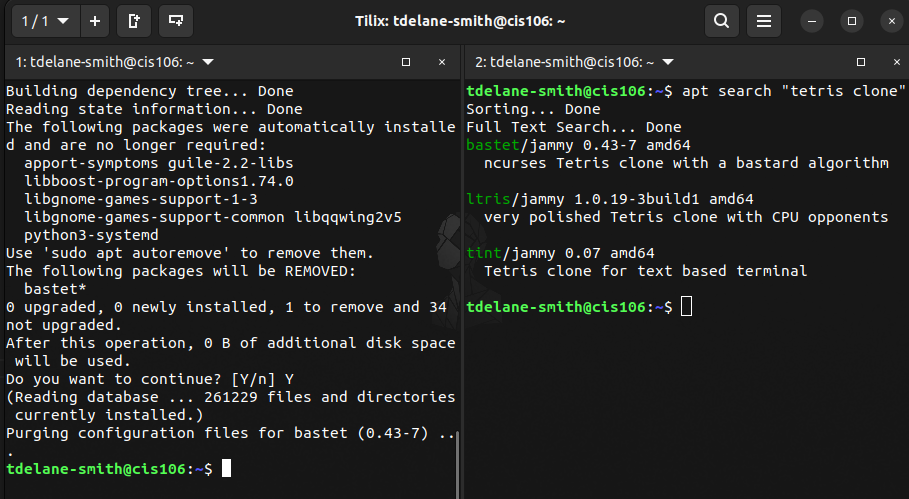 1 / 1
Tilix: tdelane-smith@cis106: ~
1: tdelane-smith@cis106: ~
Building dependency tree... Done
Reading state information... Done
The following packages were automatically installe
d and are no longer required:
  apport-symptoms guile-2.2-libs
  libboost-program-options1.74.0
  libgnome-games-support-1-3
  libgnome-games-support-common libqqwing2v5
  python3-systemd
Use 'sudo apt autoremove' to remove them.
The following packages will be REMOVED:
  bastet*
0 upgraded, 0 newly installed, 1 to remove and 34
not upgraded.
After this operation, 0 B of additional disk space
 will be used.
Do you want to continue? [Y/n] Y
(Reading database ... 261229 files and directories
 currently installed.)
Purging configuration files for bastet (0.43-7) ..
.
tdelane-smith@cis106:~$
2: tdelane-smith@cis106: ~
tdelane-smith@cis106:~$ apt search "tetris clone"
Sorting... Done
Full Text Search... Done
bastet/jammy 0.43-7 amd64
  ncurses Tetris clone with a bastard algorithm

ltris/jammy 1.0.19-3build1 amd64
  very polished Tetris clone with CPU opponents

tint/jammy 0.07 amd64
  Tetris clone for text based terminal

tdelane-smith@cis106:~$